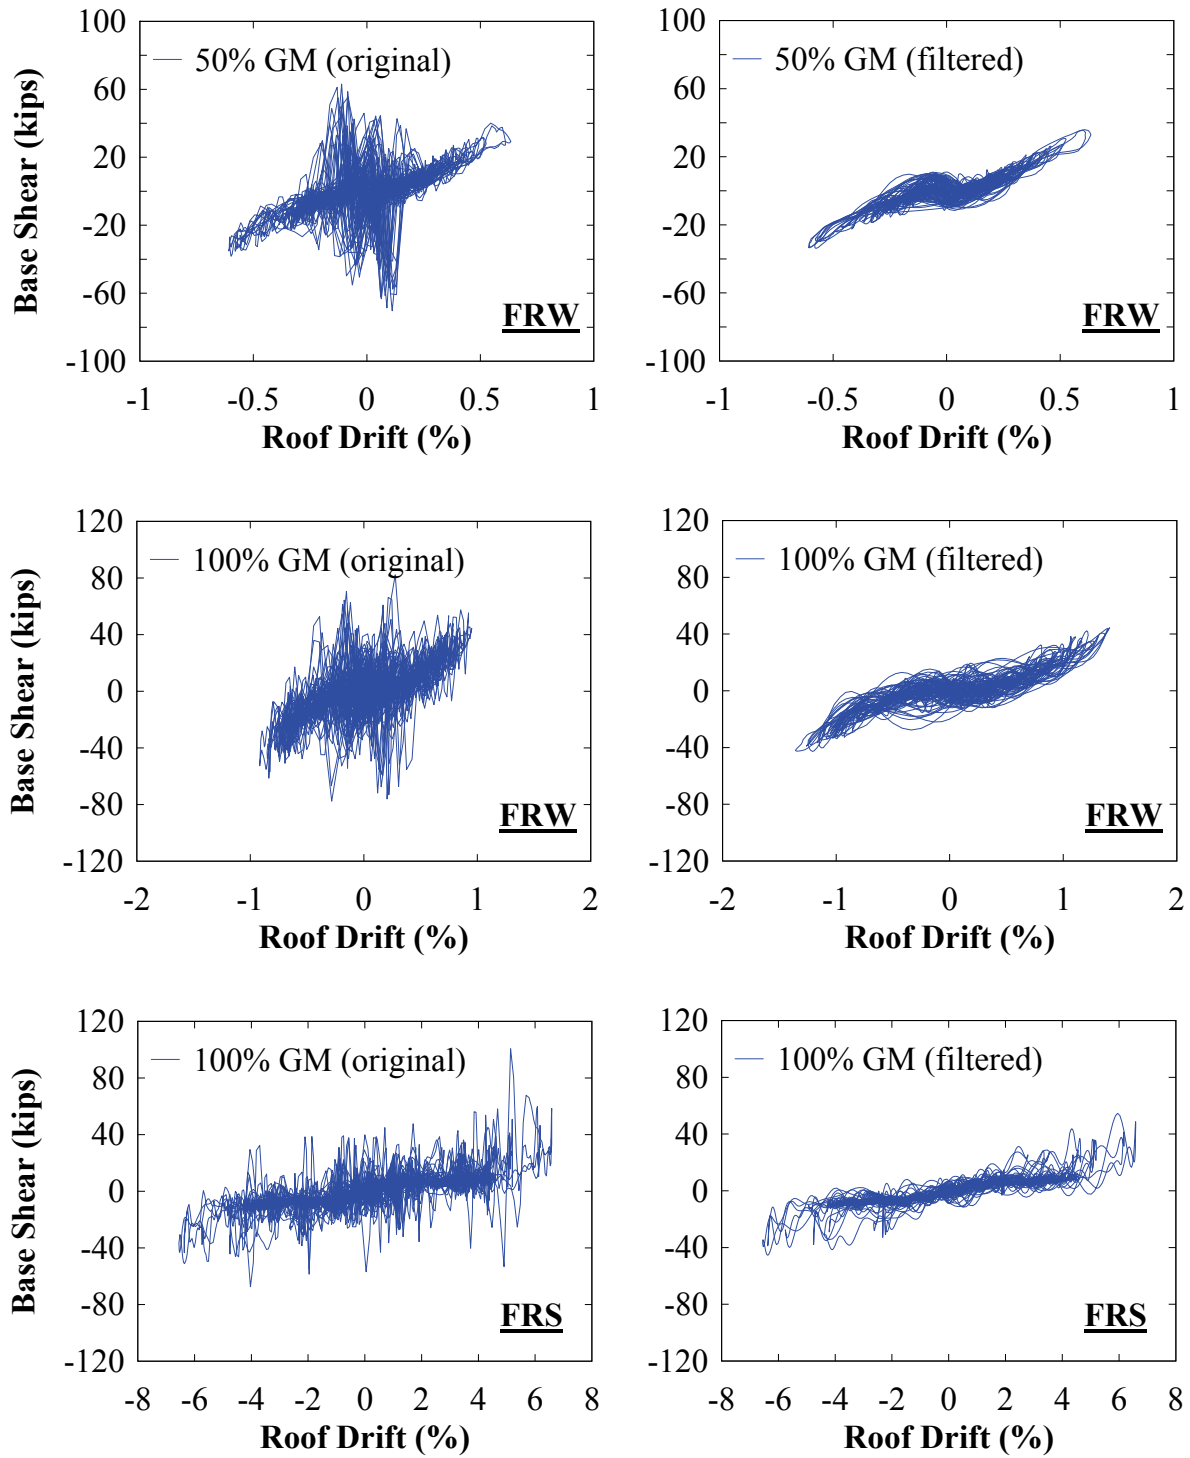 100
60
20
-20
-60
-100
Base Shear (kips)
50% GM (original)
FRW
-1 -0.5 0 0.5 1
Roof Drift (%)
100
60
20
-20
-60
-100
50% GM (filtered)
FRW
-1 -0.5 0 0.5 1
Roof Drift (%)
120
80
40
0
-40
-80
-120
Base Shear (kips)
100% GM (original)
FRW
-2 -1 0 1 2
Roof Drift (%)
120
80
40
0
-40
-80
-120
100% GM (filtered)
FRW
-2 -1 0 1 2
Roof Drift (%)
120
80
40
0
-40
-80
-120
Base Shear (kips)
100% GM (original)
FRS
-8 -6 -4 -2 0 2 4 6 8
Roof Drift (%)
120
80
40
0
-40
-80
-120
100% GM (filtered)
FRS
-8 -6 -4 -2 0 2 4 6 8
Roof Drift (%)